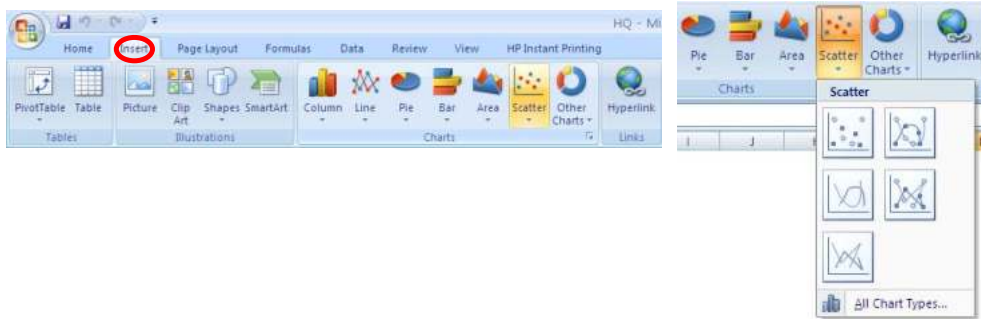 HQ - Mi
Home Insert Page Layout Formulas Data Review View HP Instant Printing
PivotTable Table Picture Clip Art Shapes SmartArt Column Line Pie Bar Area Scatter Other Charts Hyperlink
Tables Illustrations Charts Links
Pie Bar Area Scatter Other Charts Hyperlink
Charts
Scatter
I J
All Chart Types...